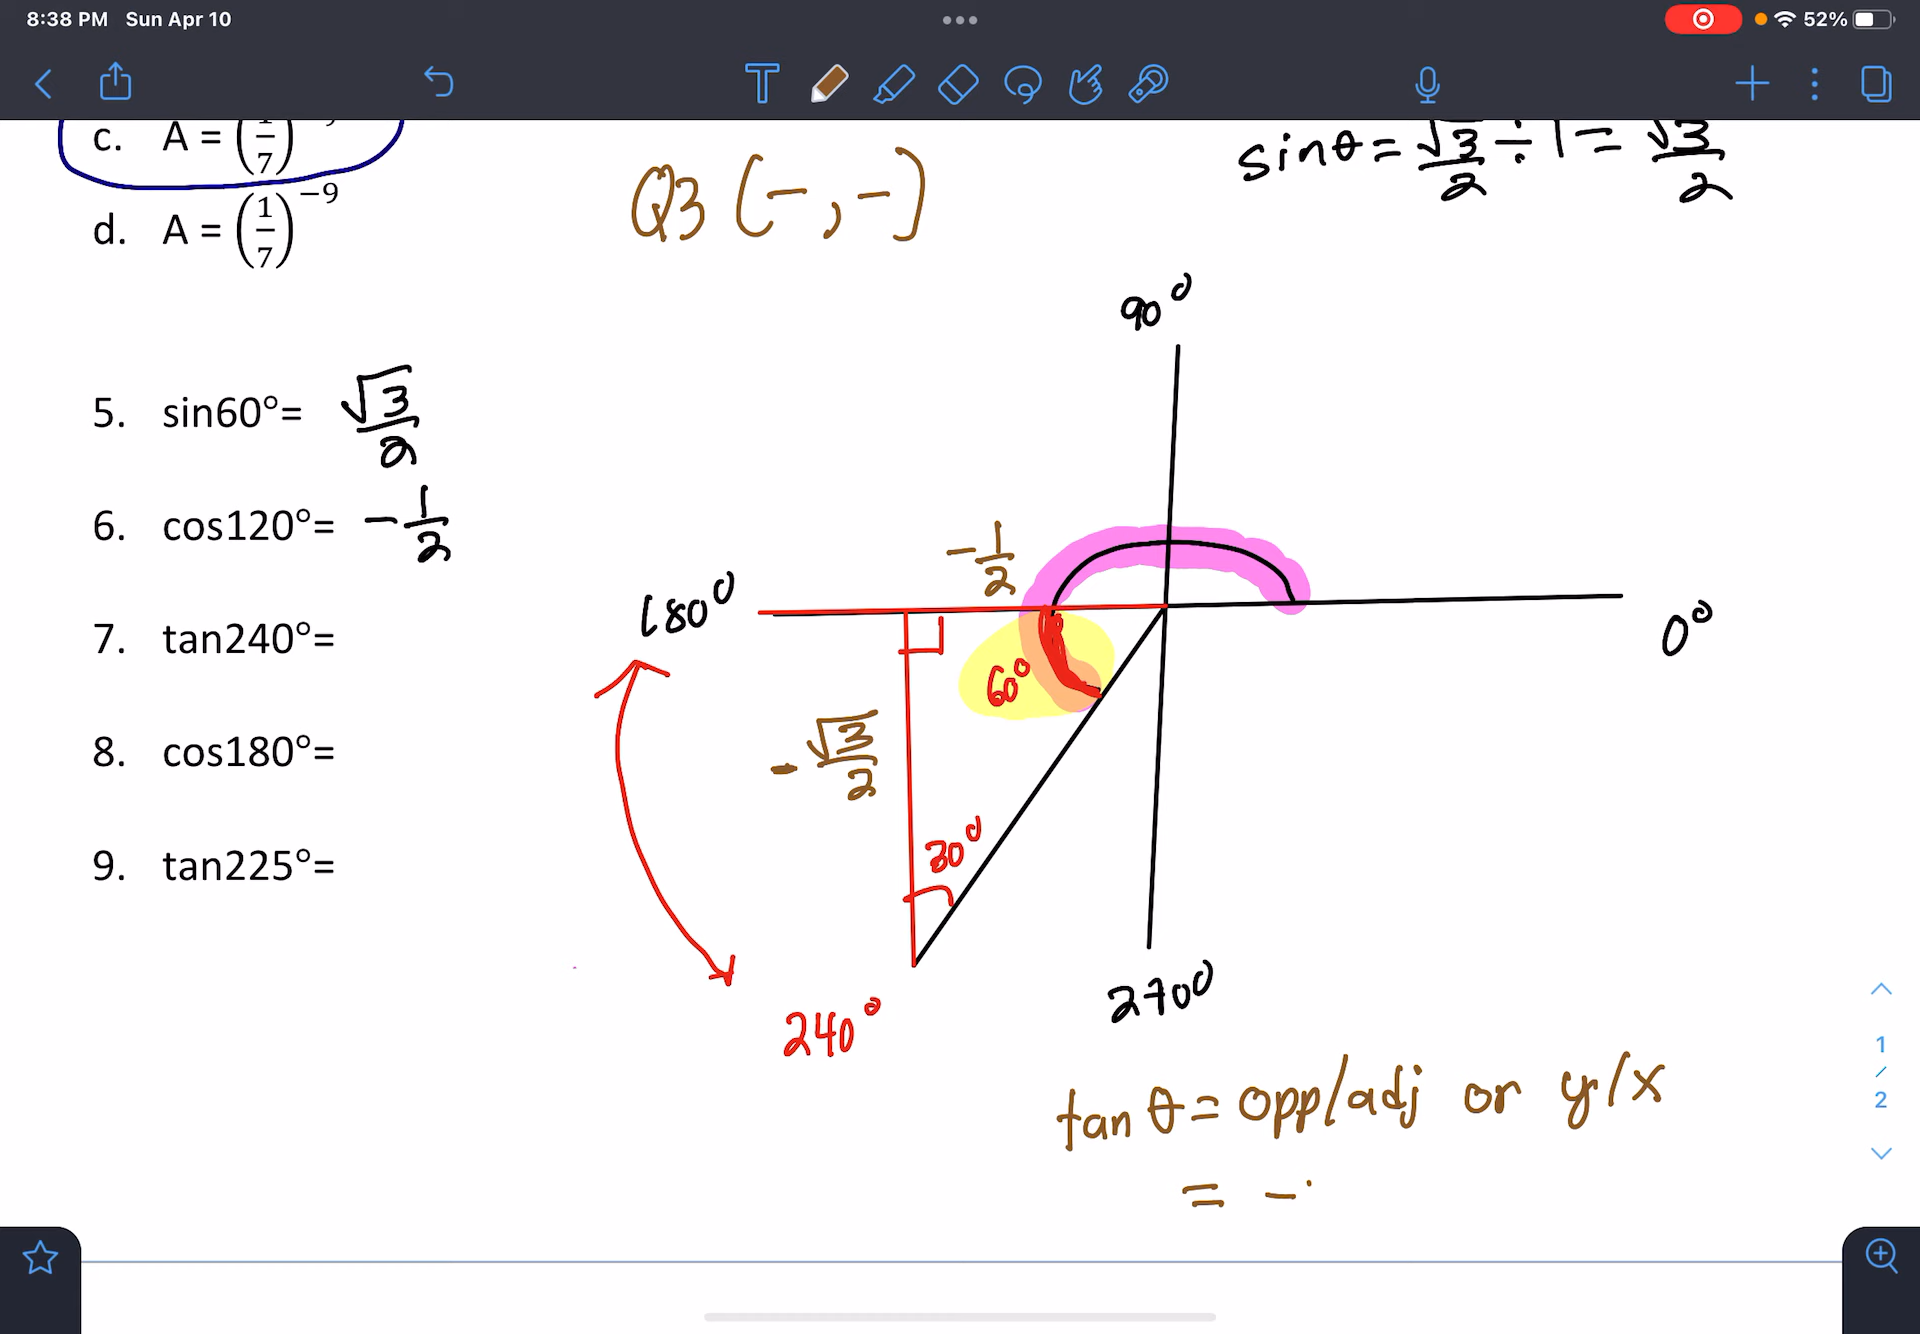 8:38 PM Sun Apr 10
52%
c. A = (1/7)
d. A = (1/7)^−9
Q3 (-,-)
sinθ = √3/2 ÷ 1 = √3/2
90°
5. sin60°= √3/2
6. cos120°= -1/2
-1/2
180°
0°
7. tan240°=
60°
-√3/2
8. cos180°=
30°
9. tan225°=
270°
240°
tan θ = opp/adj or y/x
= -
1
/
2